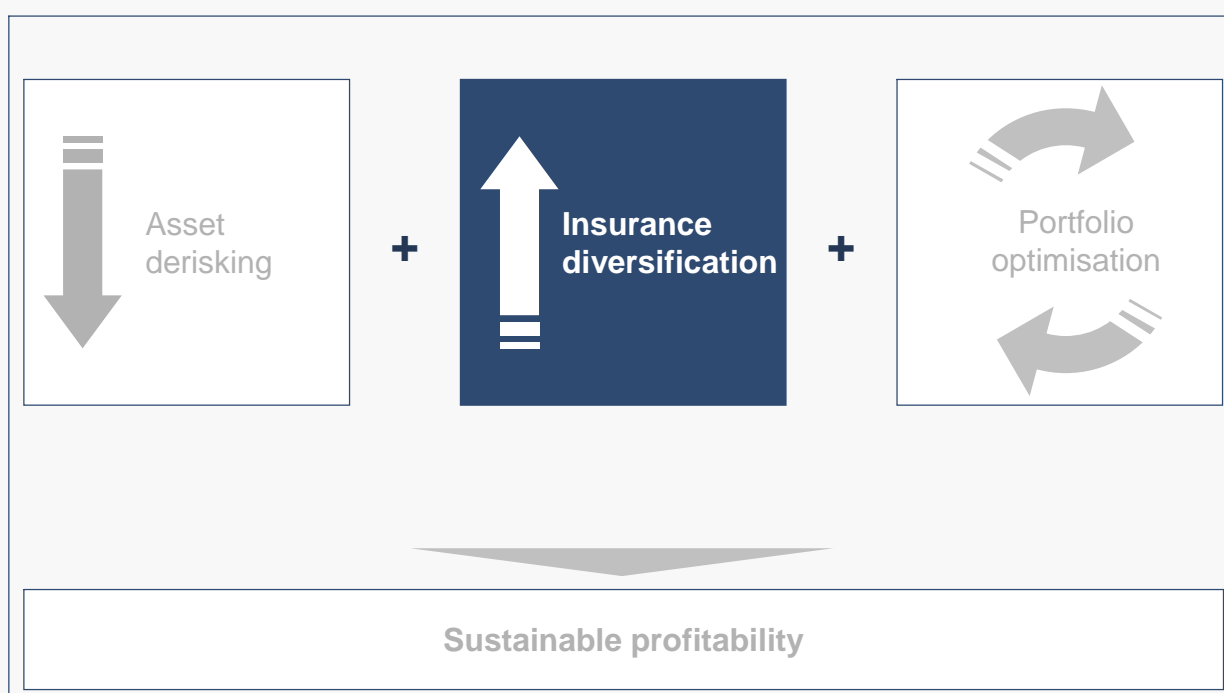 Asset
derisking
+
Insurance
diversification
+
Portfolio
optimisation
Sustainable profitability